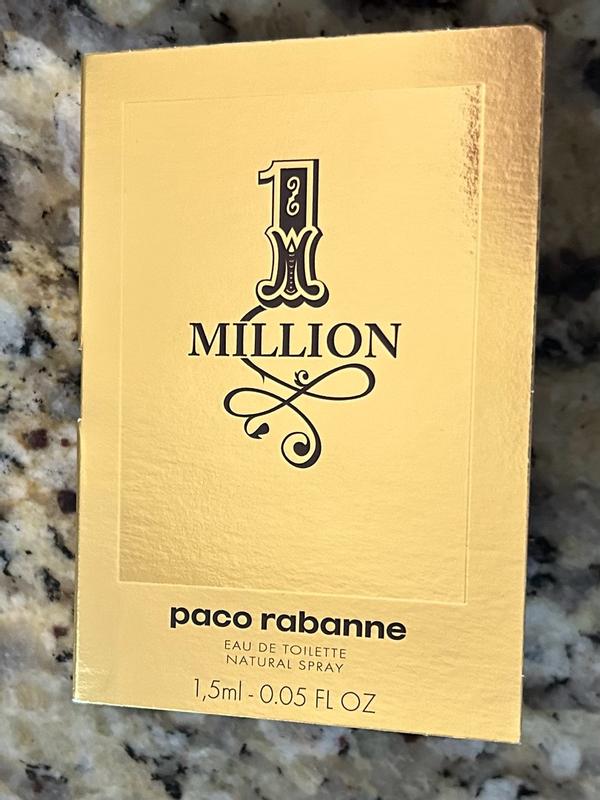 1
MILLION
paco rabanne
EAU DE TOILETTE
NATURAL SPRAY
1,5ml - 0.05 FL OZ